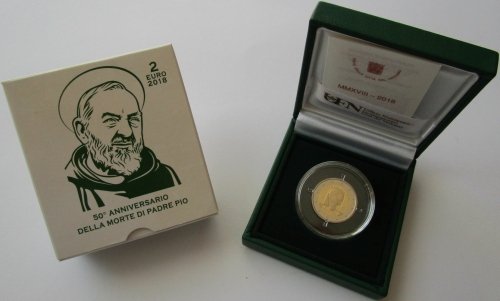 2
EURO
2018
50° ANNIVERSARIO
DELLA MORTE DI PADRE PIO
MMXVIII - 2018